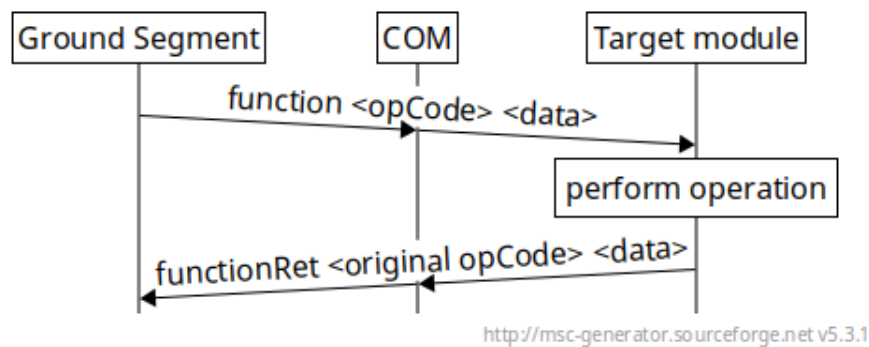 Ground Segment COM Target module
function <opCode> <data>
perform operation
functionRet <original opCode> <data>
http://msc-generator.sourceforge.net v5.3.1